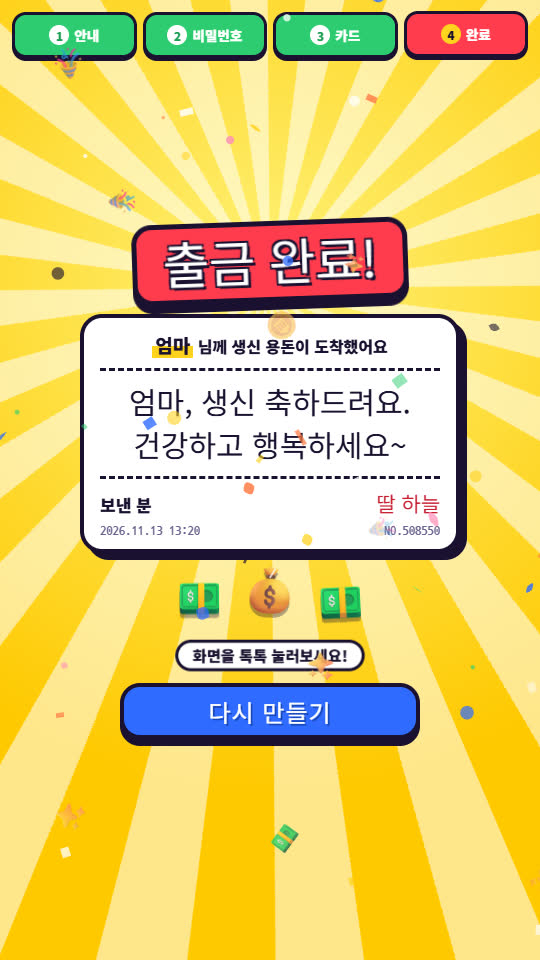 1 안내
2 비밀번호
3 카드
4 완료
출금 완료!
엄마 님께 생신 용돈이 도착했어요
엄마, 생신 축하드려요.
건강하고 행복하세요~
보낸 분
딸 하늘
2026.11.13 13:20
NO.508550
화면을 톡톡 눌러보세요!
다시 만들기